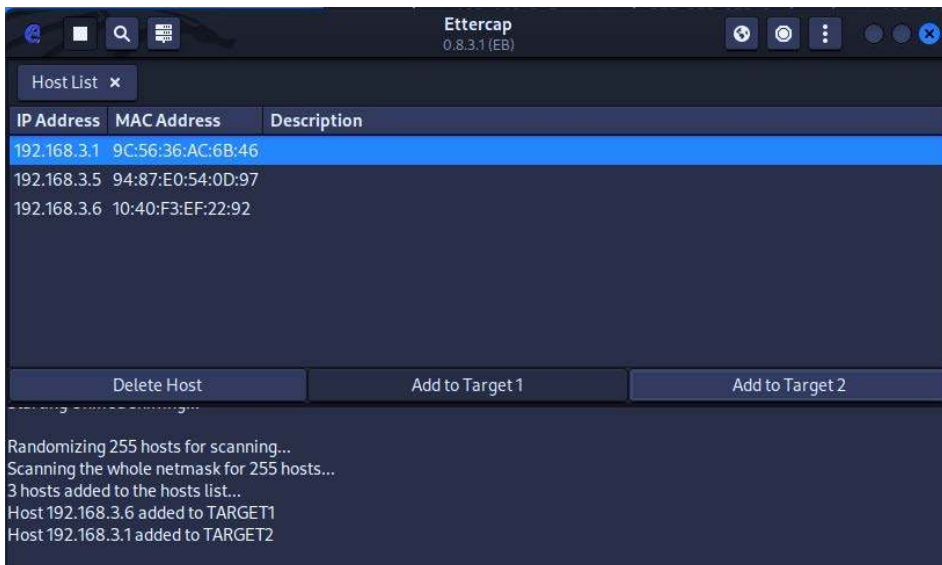 Ettercap
0.8.3.1 (EB)
Host List ×
IP Address MAC Address Description
192.168.3.1 9C:56:36:AC:6B:46
192.168.3.5 94:87:E0:54:0D:97
192.168.3.6 10:40:F3:EF:22:92
Delete Host Add to Target 1 Add to Target 2
Randomizing 255 hosts for scanning...
Scanning the whole netmask for 255 hosts...
3 hosts added to the hosts list...
Host 192.168.3.6 added to TARGET1
Host 192.168.3.1 added to TARGET2